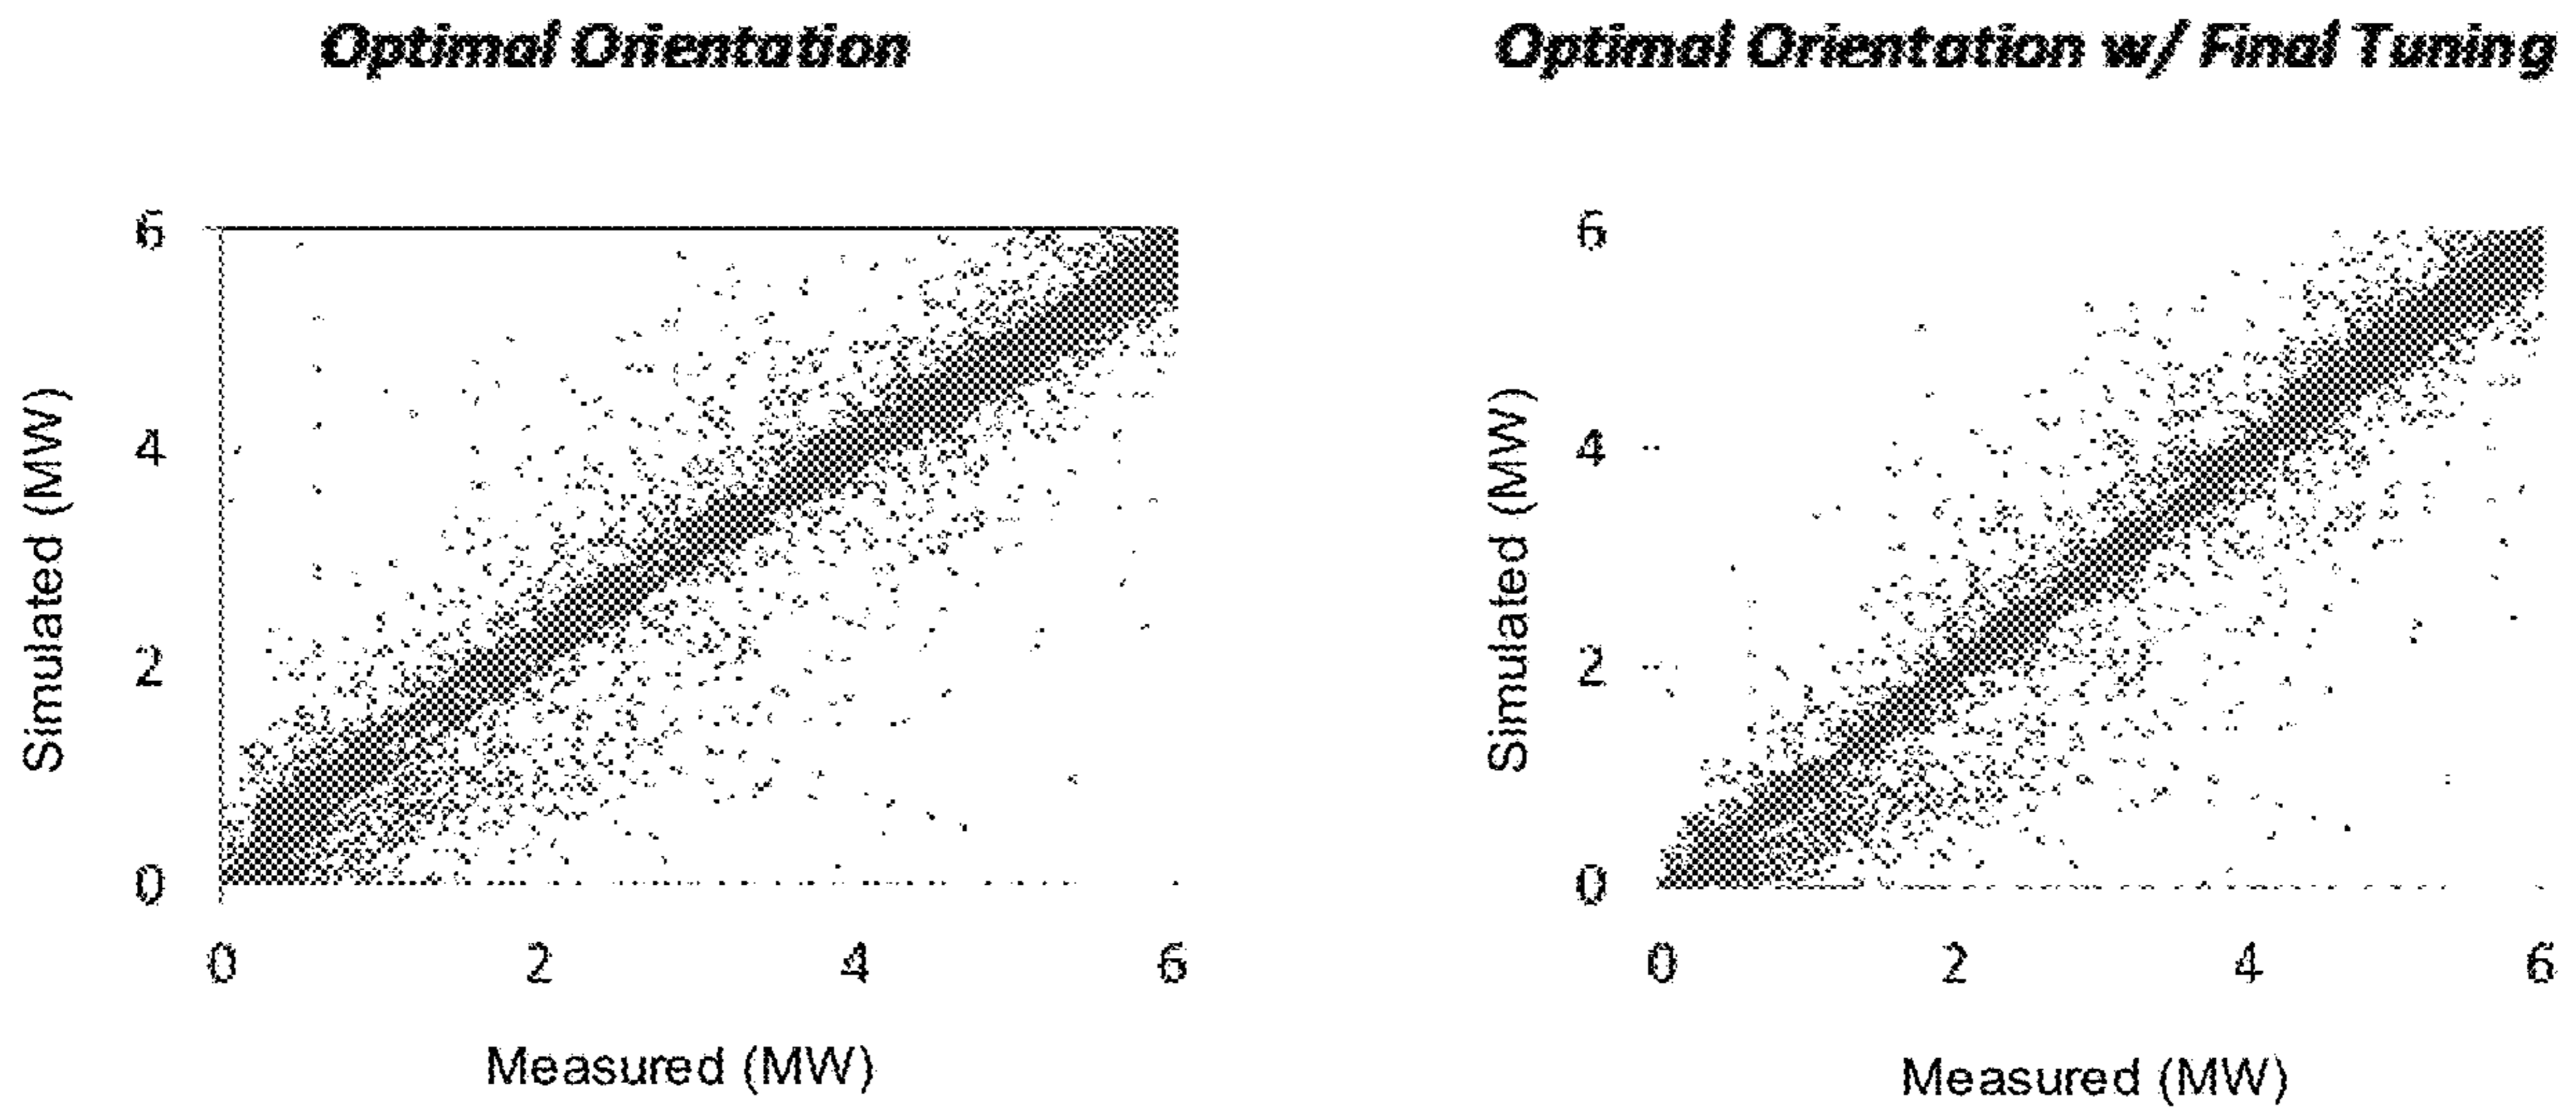 Optimal Orientation
6
4
2
0
0 2 4 6
Simulated (MW)
Measured (MW)
Optimal Orientation w/ Final Tuning
6
4
2
0
0 2 4 6
Simulated (MW)
Measured (MW)